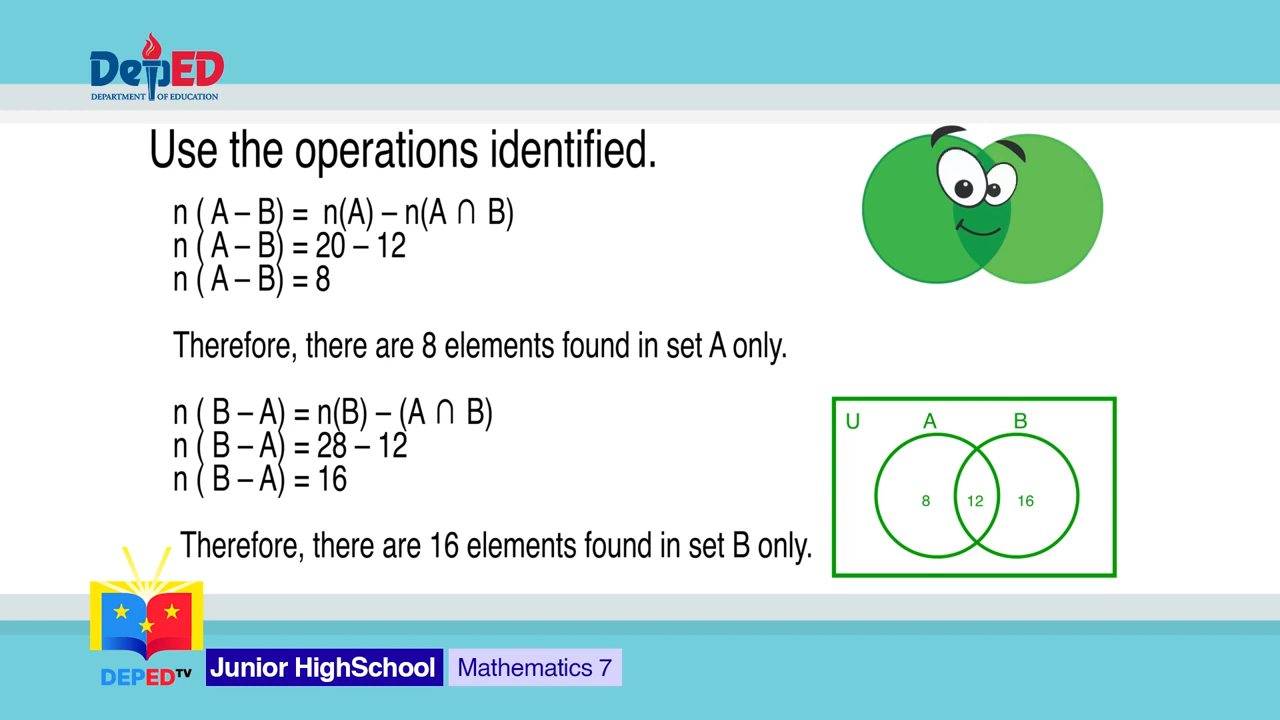 DepED
DEPARTMENT OF EDUCATION
Use the operations identified.
n ( A – B) = n(A) – n(A ∩ B)
n ( A – B) = 20 – 12
n ( A – B) = 8
Therefore, there are 8 elements found in set A only.
n ( B – A) = n(B) – (A ∩ B)
n ( B – A) = 28 – 12
n ( B – A) = 16
Therefore, there are 16 elements found in set B only.
U A B
8 12 16
DEPED TV
Junior HighSchool Mathematics 7